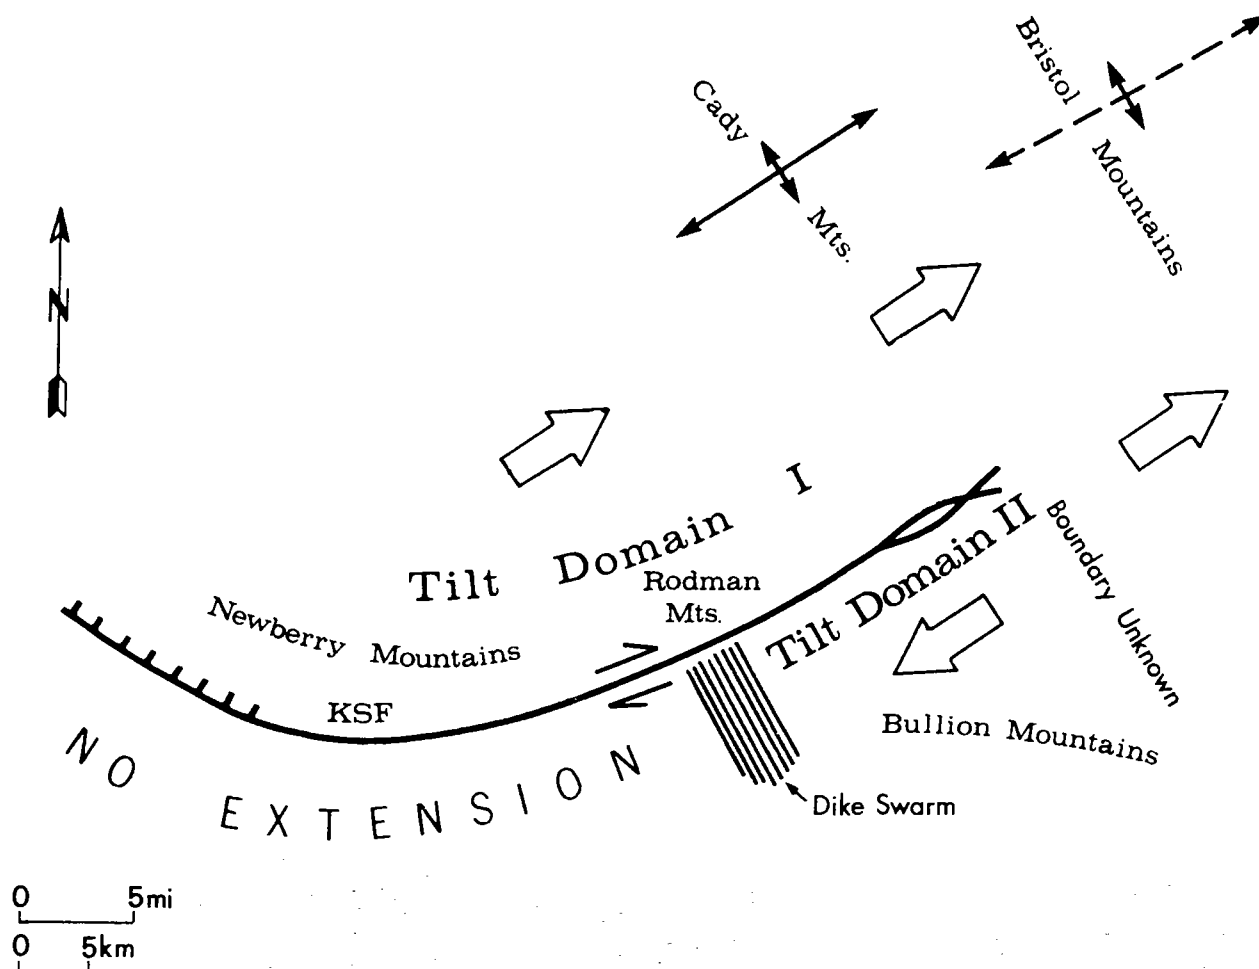 Bristol
Mountains
Cady
Mts.
N
Tilt Domain I
Rodman
Mts.
Tilt Domain II
Boundary Unknown
Newberry Mountains
KSF
Bullion Mountains
NO EXTENSION
Dike Swarm
0 5mi
0 5km